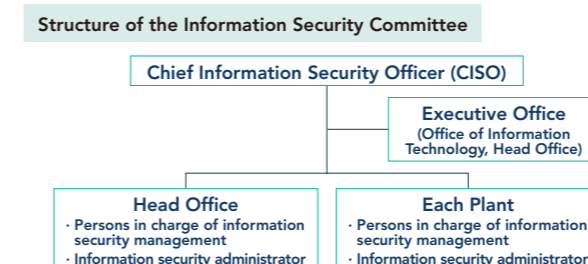 Structure of the Information Security Committee
Chief Information Security Officer (CISO)
Executive Office
(Office of Information
Technology, Head Office)
Head Office
· Persons in charge of information
security management
· Information security administrator
Each Plant
· Persons in charge of information
security management
· Information security administrator